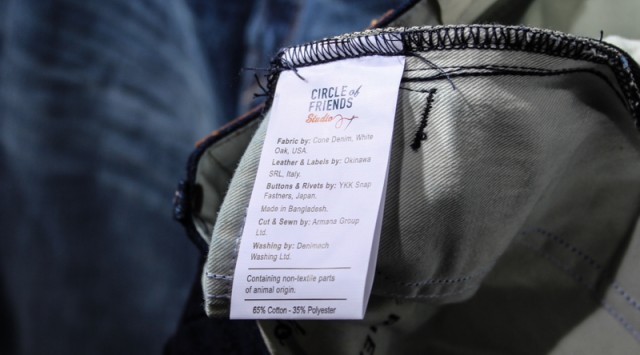 CIRCLE of
FRIENDS
Studio
Fabric by: Cone Denim, White
Oak, USA.
Leather & Labels by: Okinawa
SRL, Italy.
Buttons & Rivets by: YKK Snap
Fastners, Japan.
Made in Bangladesh.
Cut & Sewn by: Armana Group
Ltd.
Washing by: Denimach
Washing Ltd.
Containing non-textile parts
of animal origin.
65% Cotton - 35% Polyester